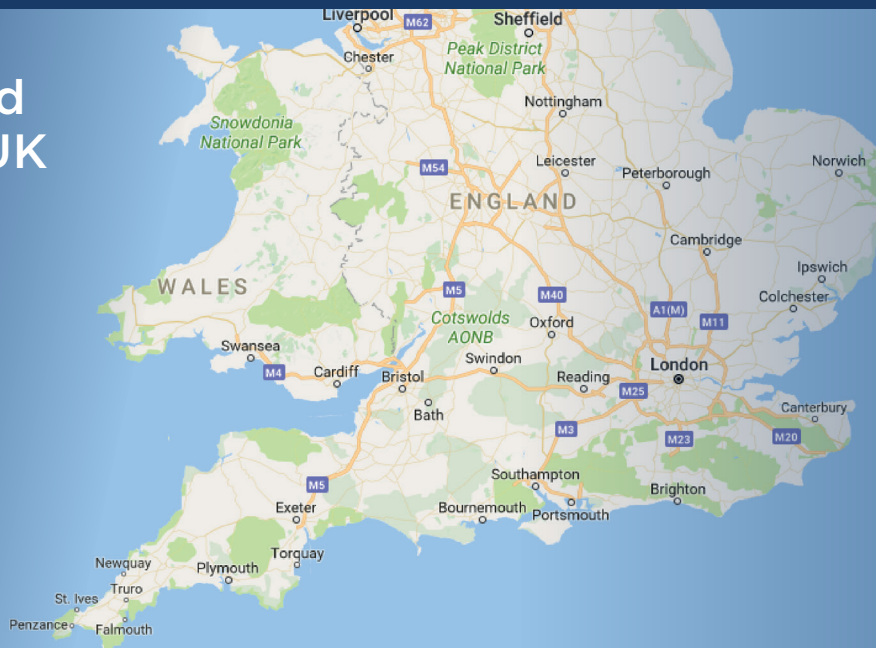 d
UK
Liverpool
M62
Sheffield
Chester
Peak District
National Park
Nottingham
Snowdonia
National Park
M54
Leicester
Peterborough
Norwich
ENGLAND
Cambridge
WALES
Ipswich
M5
M40
Colchester
A1(M)
M11
Cotswolds
AONB
Oxford
Swansea
Swindon
London
M4
Cardiff
Bristol
Reading
M25
Bath
Canterbury
M3
M23
M20
M5
Southampton
Brighton
Exeter
Bournemouth
Portsmouth
Torquay
Newquay
Plymouth
Truro
St. Ives
Penzance
Falmouth